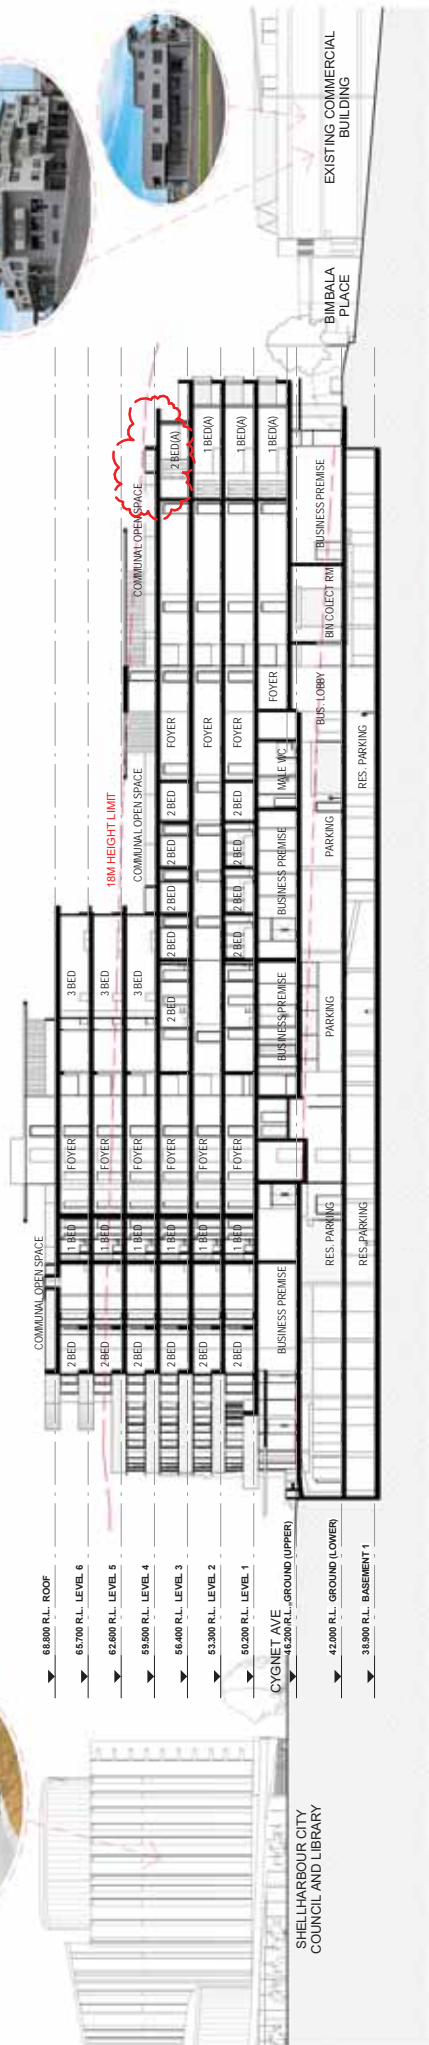 SHELLHARBOUR CITY
COUNCIL AND LIBRARY
CYGNET AVE
68.800 R.L. ROOF
65.700 R.L. LEVEL 6
62.600 R.L. LEVEL 5
59.500 R.L. LEVEL 4
56.400 R.L. LEVEL 3
53.300 R.L. LEVEL 2
50.200 R.L. LEVEL 1
46.200 R.L. GROUND (UPPER)
42.000 R.L. GROUND (LOWER)
38.900 R.L. BASEMENT 1
COMMUNAL OPEN SPACE
2 BED
1 BED
FOYER
3 BED
2 BED
1 BED
FOYER
3 BED
18M HEIGHT LIMIT
2 BED
1 BED
FOYER
3 BED
COMMUNAL OPEN SPACE
COMMUNAL OPEN SPACE
2 BED
1 BED
FOYER
2 BED
2 BED
2 BED
2 BED
2 BED
FOYER
2 BED(A)
2 BED
1 BED
FOYER
FOYER
1 BED(A)
2 BED
1 BED
FOYER
2 BED
2 BED
2 BED
2 BED
FOYER
1 BED(A)
FOYER
1 BED(A)
BUSINESS PREMISE
BUSINESS PREMISE
BUSINESS PREMISE
MALE WC
RES. PARKING
PARKING
PARKING
BUS. LOBBY
BIN COLECT RM
BUSINESS PREMISE
RES. PARKING
RES. PARKING
BIMBALA
PLACE
EXISTING COMMERCIAL
BUILDING